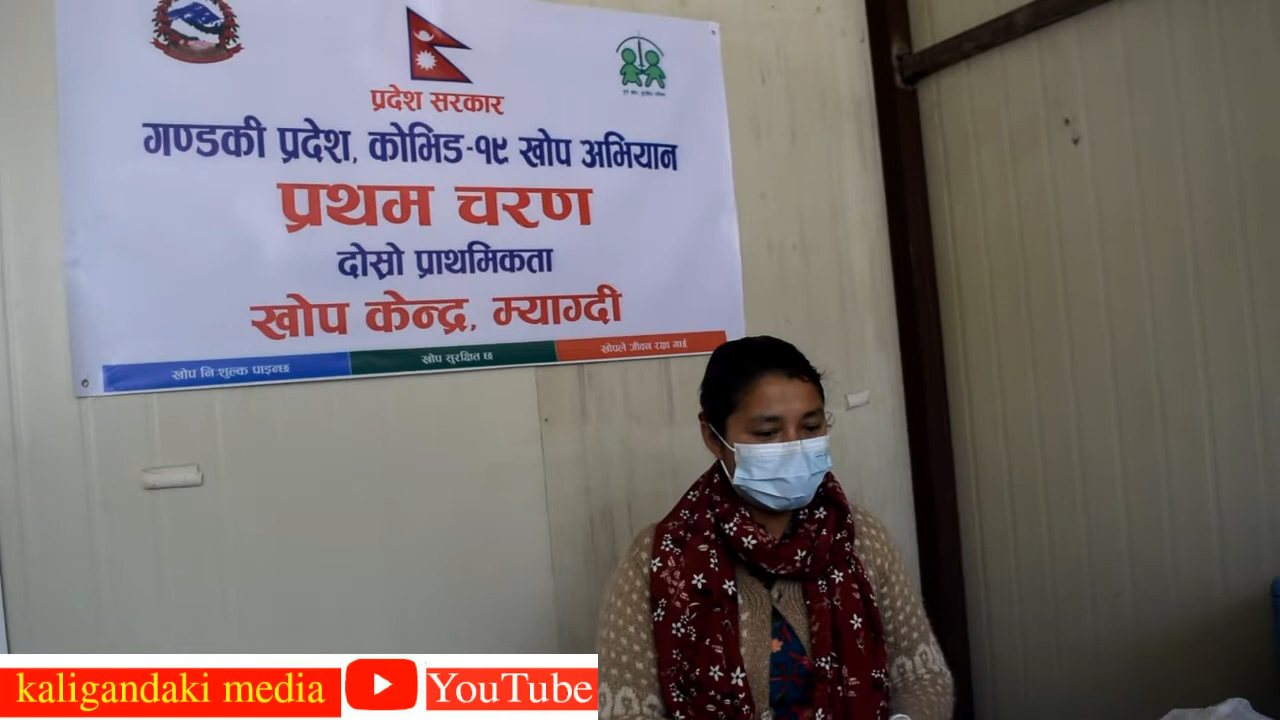 प्रदेश सरकार
गण्डकी प्रदेश, कोभिड-१९ खोप अभियान
प्रथम चरण
दोस्रो प्राथमिकता
खोप केन्द्र, म्याग्दी
खोप नि:शुल्क पाइन्छ
खोप सुरक्षित छ
खोपले जीवन रक्षा गर्छ
kaligandaki media
YouTube